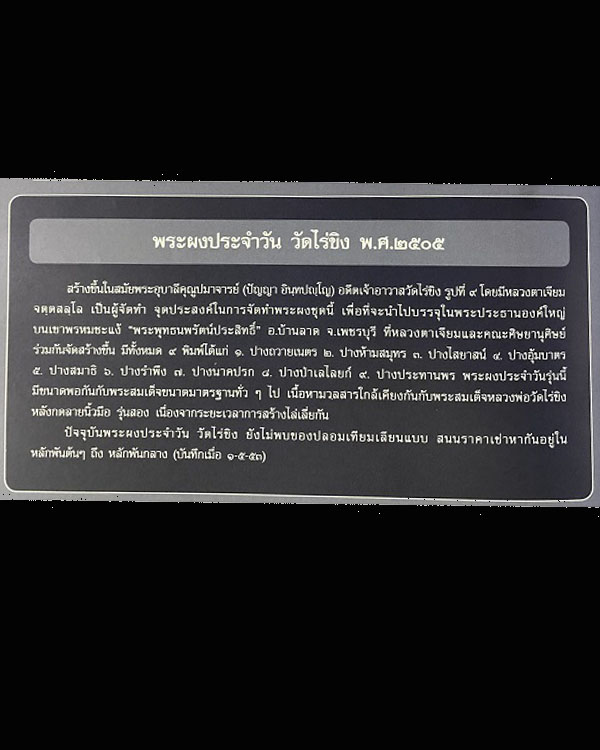 พระผงประจำวัน วัดไร่ขิง พ.ศ.๒๕๐๕
สร้างขึ้นในสมัยพระอุบาลีคุณูปมาจารย์ (ปัญญา อินฺทปญฺโญ) อดีตเจ้าอาวาสวัดไร่ขิง รูปที่ ๙ โดยมีหลวงตาเจียม
จตฺตสลฺโล เป็นผู้จัดทำ จุดประสงค์ในการจัดทำพระผงชุดนี้ เพื่อที่จะนำไปบรรจุในพระประธานองค์ใหญ่
บนเขาพรหมชะแง้ "พระพุทธนพรัตน์ประสิทธิ์" อ.บ้านลาด จ.เพชรบุรี ที่หลวงตาเจียมและคณะศิษยานุศิษย์
ร่วมกันจัดสร้างขึ้น มีทั้งหมด ๙ พิมพ์ได้แก่ ๑. ปางถวายเนตร ๒. ปางห้ามสมุทร ๓. ปางไสยาสน์ ๔. ปางอุ้มบาตร
๕. ปางสมาธิ ๖. ปางรำพึง ๗. ปางนาคปรก ๘. ปางป่าเลไลยก์ ๙. ปางประทานพร พระผงประจำวันรุ่นนี้
มีขนาดพอกันกับพระสมเด็จขนาดมาตรฐานทั่ว ๆ ไป เนื้อหามวลสารใกล้เคียงกันกับพระสมเด็จหลวงพ่อวัดไร่ขิง
หลังกดลายนิ้วมือ รุ่นสอง เนื่องจากระยะเวลาการสร้างไล่เลี่ยกัน
ปัจจุบันพระผงประจำวัน วัดไร่ขิง ยังไม่พบของปลอมเทียมเลียนแบบ สนนราคาเช่าหากันอยู่ใน
หลักพันต้นๆ ถึง หลักพันกลาง (บันทึกเมื่อ ๑-๕-๕๓)